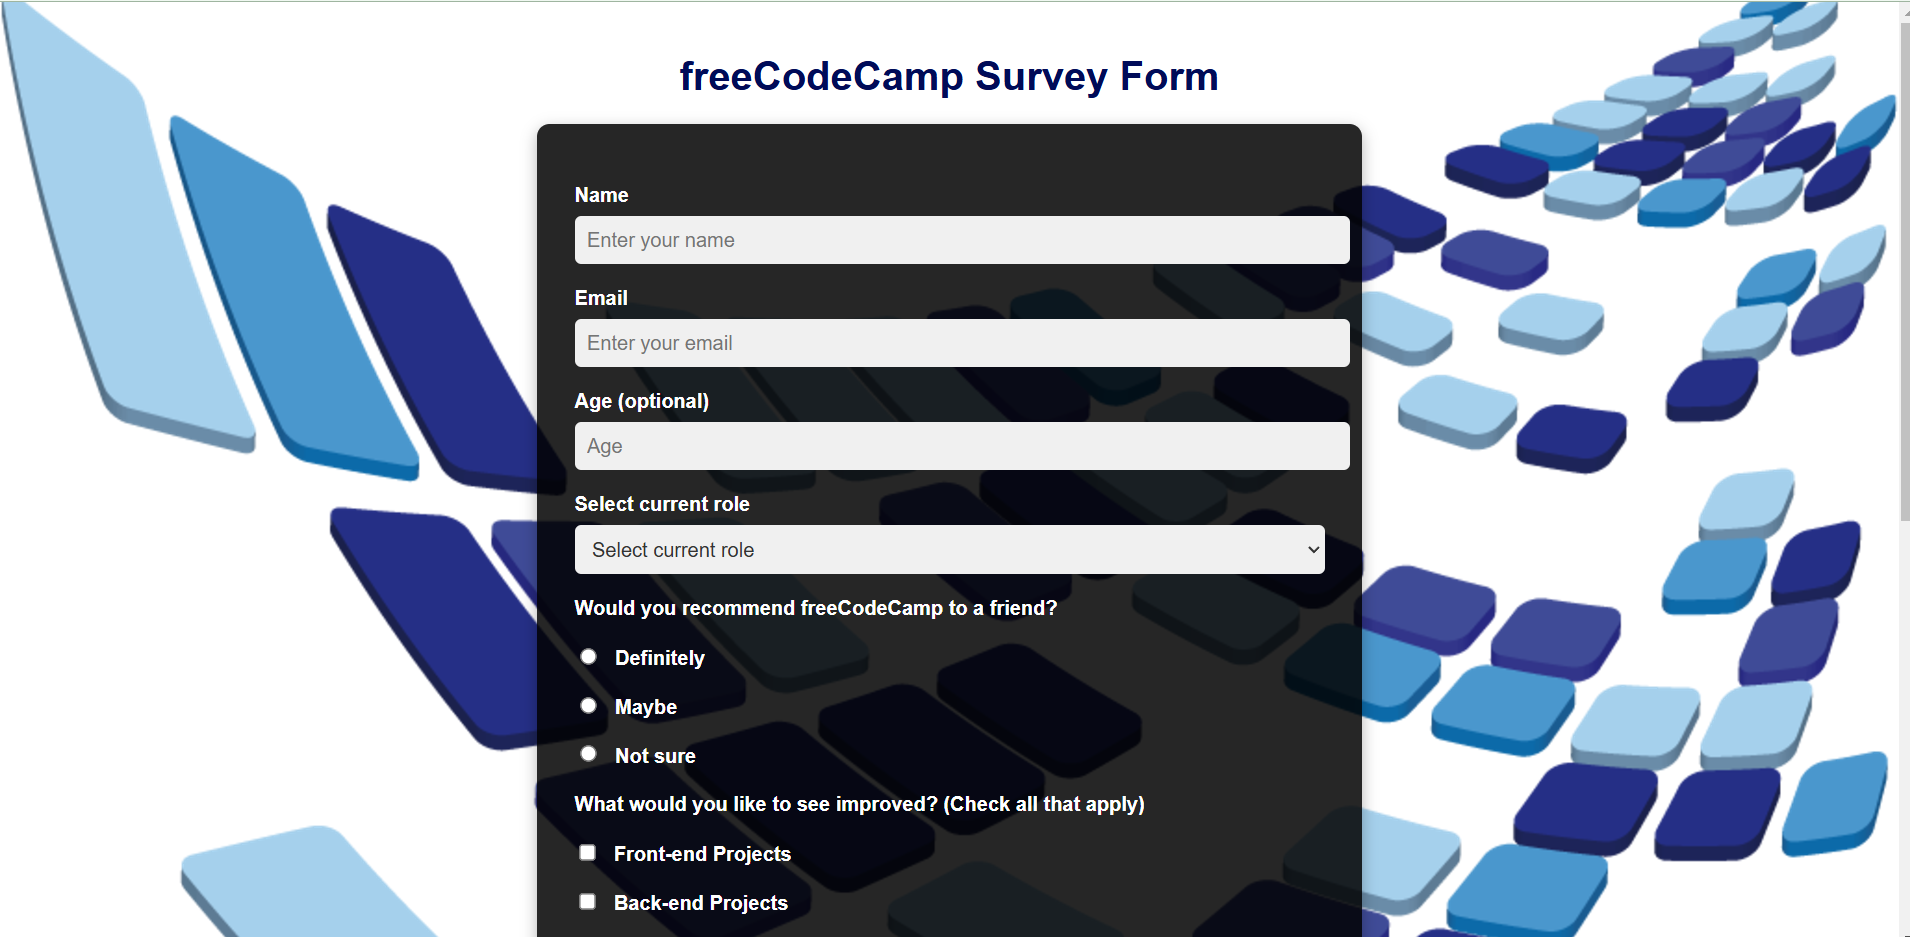 freeCodeCamp Survey Form
Name
Enter your name
Email
Enter your email
Age (optional)
Age
Select current role
Select current role
Would you recommend freeCodeCamp to a friend?
Definitely
Maybe
Not sure
What would you like to see improved? (Check all that apply)
Front-end Projects
Back-end Projects